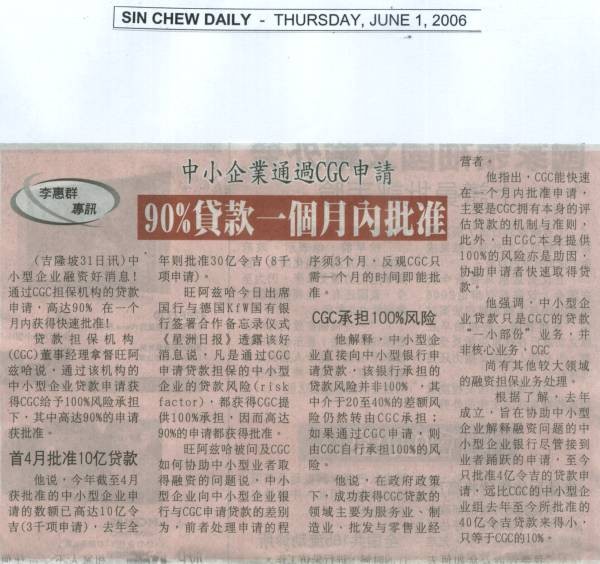 SIN CHEW DAILY - THURSDAY, JUNE 1, 2006
李惠群
專訊
中小企業通過CGC申請
90%貸款一個月內批准
（吉隆坡31日讯）中
小型企业融资好消息！
通过CGC担保机构的贷款
申请，高达90% 在一个
月内获得快速批准！
贷款担保机构
(CGC)董事经理拿督旺阿
兹哈说，通过该机构的
中小型企业贷款申请获
得CGC给于100%风险承担
下，其中高达90%的申请
获批准。
首4月批准10亿贷款
他说，今年截至4月
获批准的中小型企业申
请的数额已高达10亿令
吉(3千项申请)，去年全
年则批准30亿令吉(8千
项申请)。
旺阿兹哈今日出席
国行与德国KfW国有银
行签署合作备忘录仪式
《星洲日报》透露该好
消息说，凡是通过CGC
申请贷款担保的中小型
企业的贷款风险(risk
factor)，都获得CGC提
供100%承担，因而高达
90%的申请都获得批准。
旺阿兹哈被问及CGC
如何协助中小型业者取
得融资的问题说，中小
型企业向中小型企业银
行与CGC申请贷款的差别
为，前者处理申请的程
序须3个月，反观CGC只
需一个月的时间即能批
准。
CGC承担100%风险
他解释，中小型企
业直接向中小型银行申
请贷款，该银行承担的
贷款风险并非100%，其
中介于20至40%的差额风
险仍然转由CGC承担；
如果通过CGC申请，则
由CGC自行承担100%的风
险。
他说，在政府政策
下，成功获得CGC贷款的
领域主要为服务业、制
造业、批发与零售业经
营者。
他指出，CGC能快速
在一个月内批准申请，
主要是CGC拥有本身的评
估贷款的机制与准则，
此外，由CGC本身提供
100%的风险亦是助因，
协助申请者快速取得贷
款。
他强调，中小型企
业贷款只是CGC的贷款
“一小部份”业务，并
非核心业务，CGC
尚有其他较大领域
的融资担保业务处理。
根据了解，去年
成立，旨在协助中小型
企业解释融资问题的中
小型企业银行尽管接到
业者踊跃的申请，至今
只批准4亿令吉的贷款申
请，远比CGC的中小型企
业组去年至今所批准的
40亿令吉贷款来得小，
只等于CGC的10%。